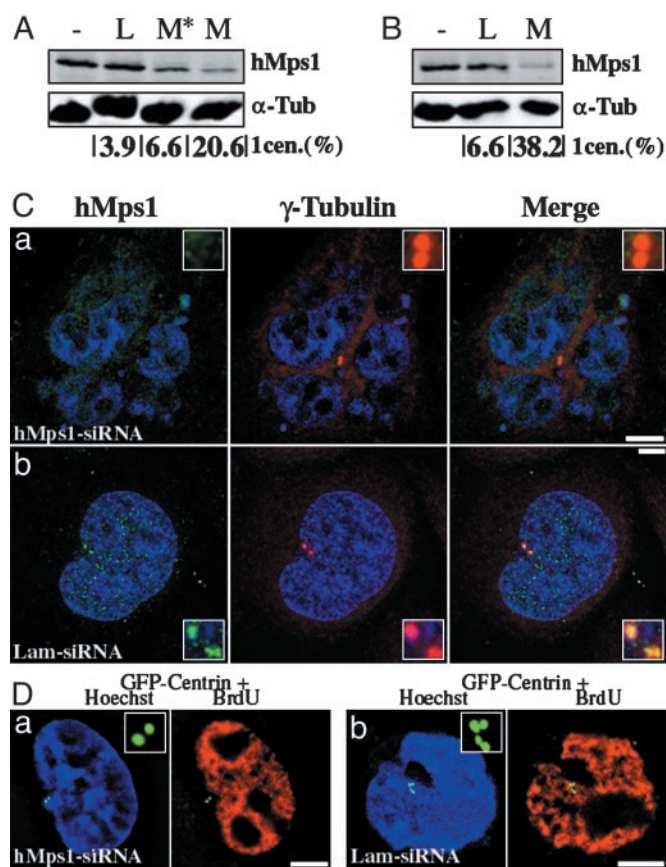 A
- L M* M
hMps1
α-Tub
|3.9|6.6|20.6|1cen.(%)
B
- L M
hMps1
α-Tub
|6.6|38.2| 1cen.(%)
C
hMps1 γ-Tubulin Merge
a
hMps1-siRNA
b
Lam-siRNA
D
GFP-Centrin +
Hoechst BrdU
a
hMps1-siRNA
GFP-Centrin +
Hoechst BrdU
b
Lam-siRNA